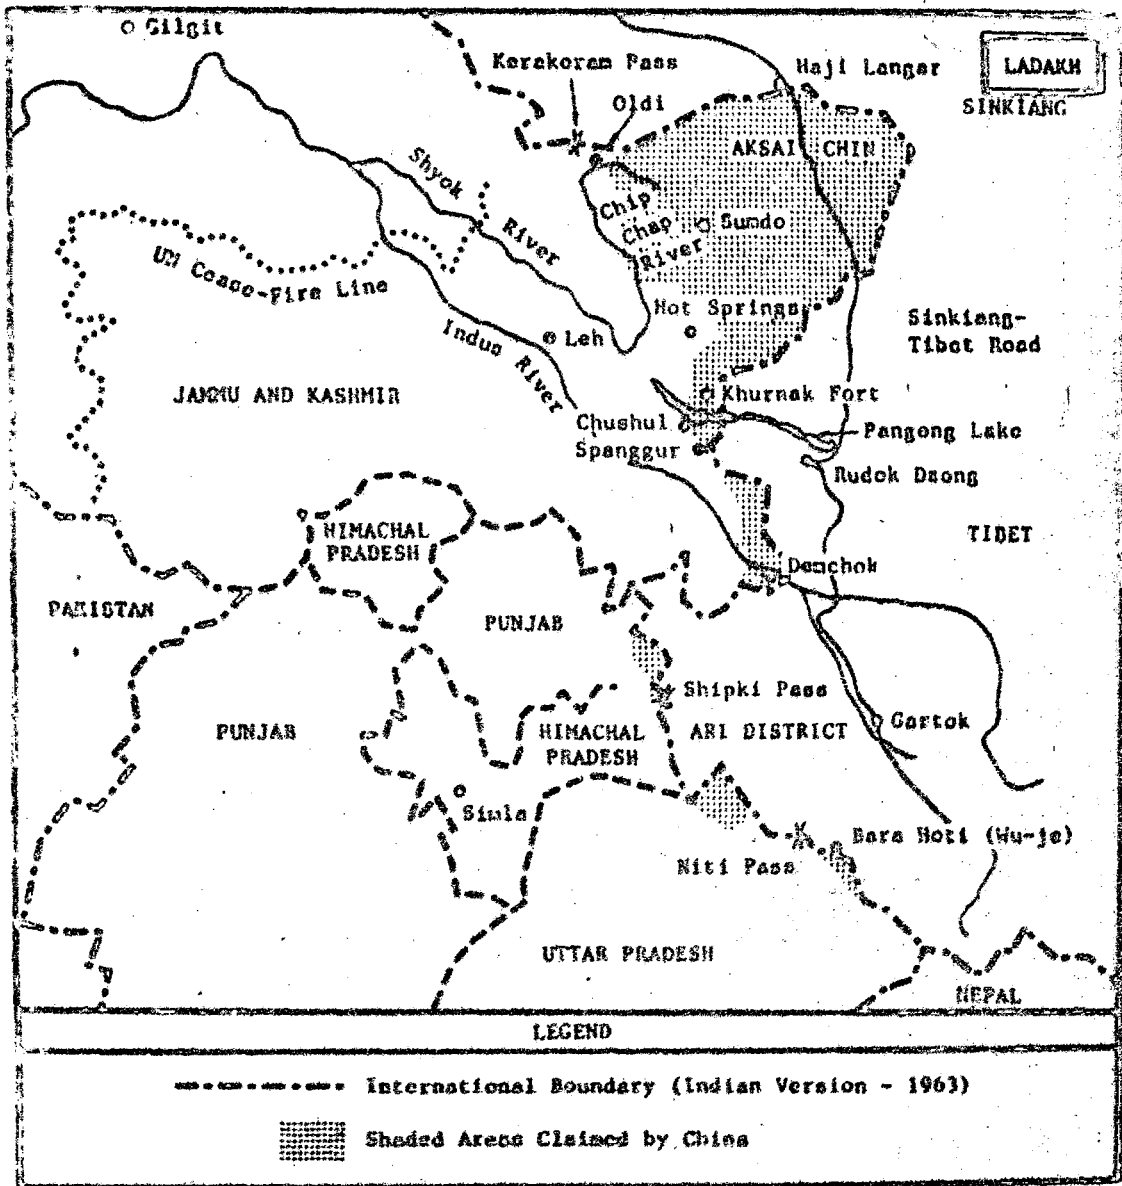 Gilgit
Karakoram Pass
Haji Langar
LADAKH
Oldi
SINKIANG
AKSAI CHIN
Shyok
River
Chip
Chap
River
Sumdo
UN Cease-Fire Line
Hot Springs
Sinkiang-
Tibet Road
Indus
River
Leh
JAMMU AND KASHMIR
Khurnak Fort
Chushul
Spanggur
Pangong Lake
Rudok Dzong
HIMACHAL
PRADESH
TIBET
Demchok
PAKISTAN
PUNJAB
Shipki Pass
PUNJAB
HIMACHAL
PRADESH
ARI DISTRICT
Gartok
Simla
Bara Hoti (Wu-je)
Niti Pass
UTTAR PRADESH
NEPAL
LEGEND
International Boundary (Indian Version - 1963)
Shaded Areas Claimed by China